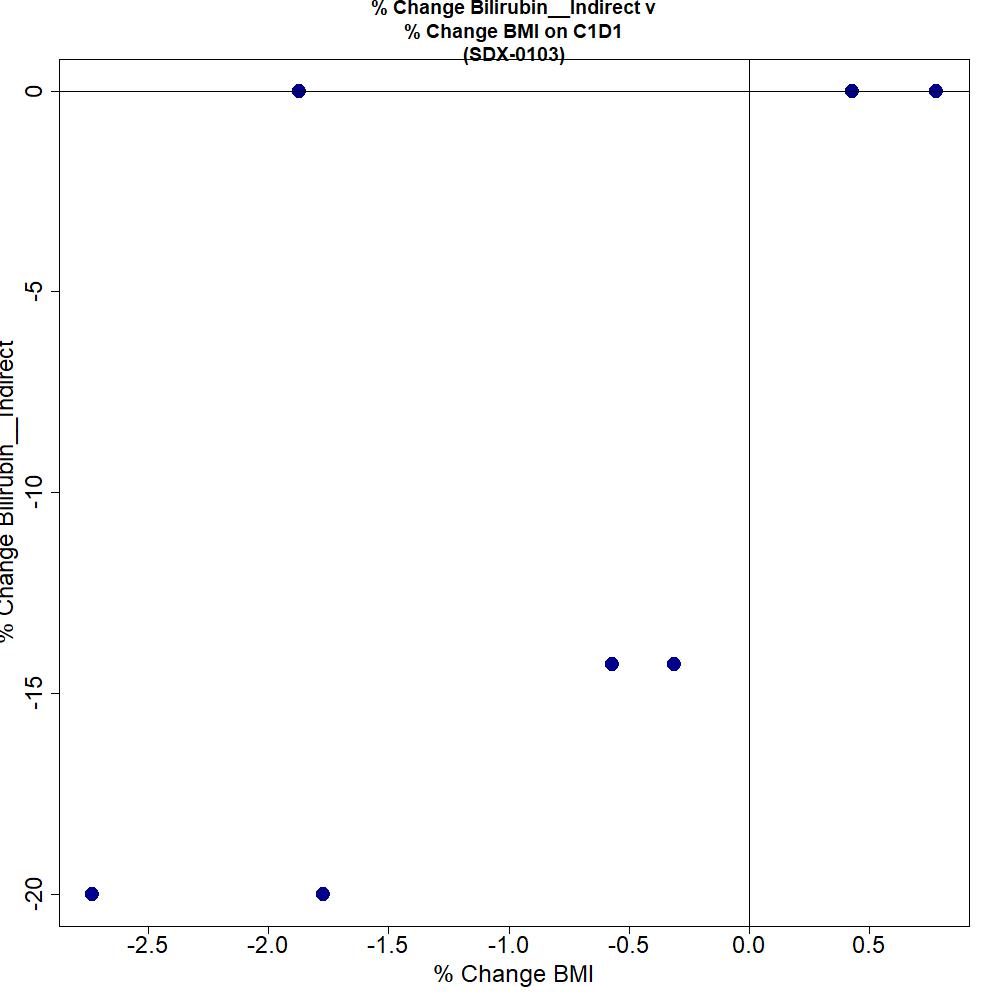 % Change Bilirubin__Indirect v
% Change BMI on C1D1
(SDX-0103)
% Change Bilirubin__Indirect
0
-5
-10
-15
-20
-2.5 -2.0 -1.5 -1.0 -0.5 0.0 0.5
% Change BMI